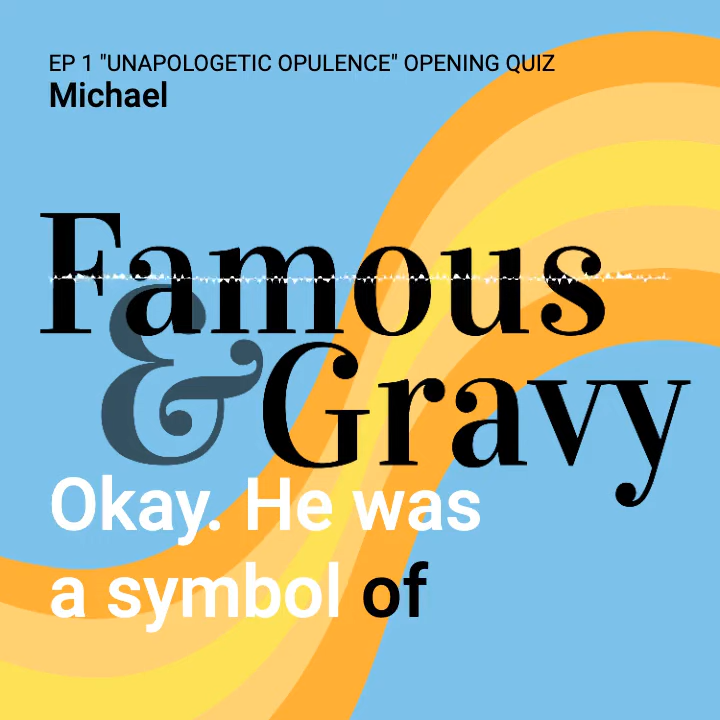 EP 1 "UNAPOLOGETIC OPULENCE" OPENING QUIZ
Michael
Famous
& Gravy
Okay. He was
a symbol of